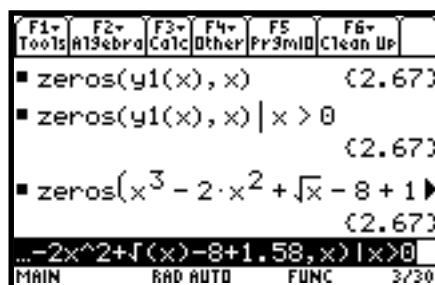 F1▾ F2▾ F3▾ F4▾ F5 F6▾
Tools Algebra Calc Other PrgmIO Clean Up
▪ zeros(y1(x), x) {2.67}
▪ zeros(y1(x), x) | x > 0
{2.67}
▪ zeros(x³ - 2·x² + √x - 8 + 1▶
{2.67}
…-2x^2+√(x)-8+1.58,x)|x>0
MAIN RAD AUTO FUNC 3/30